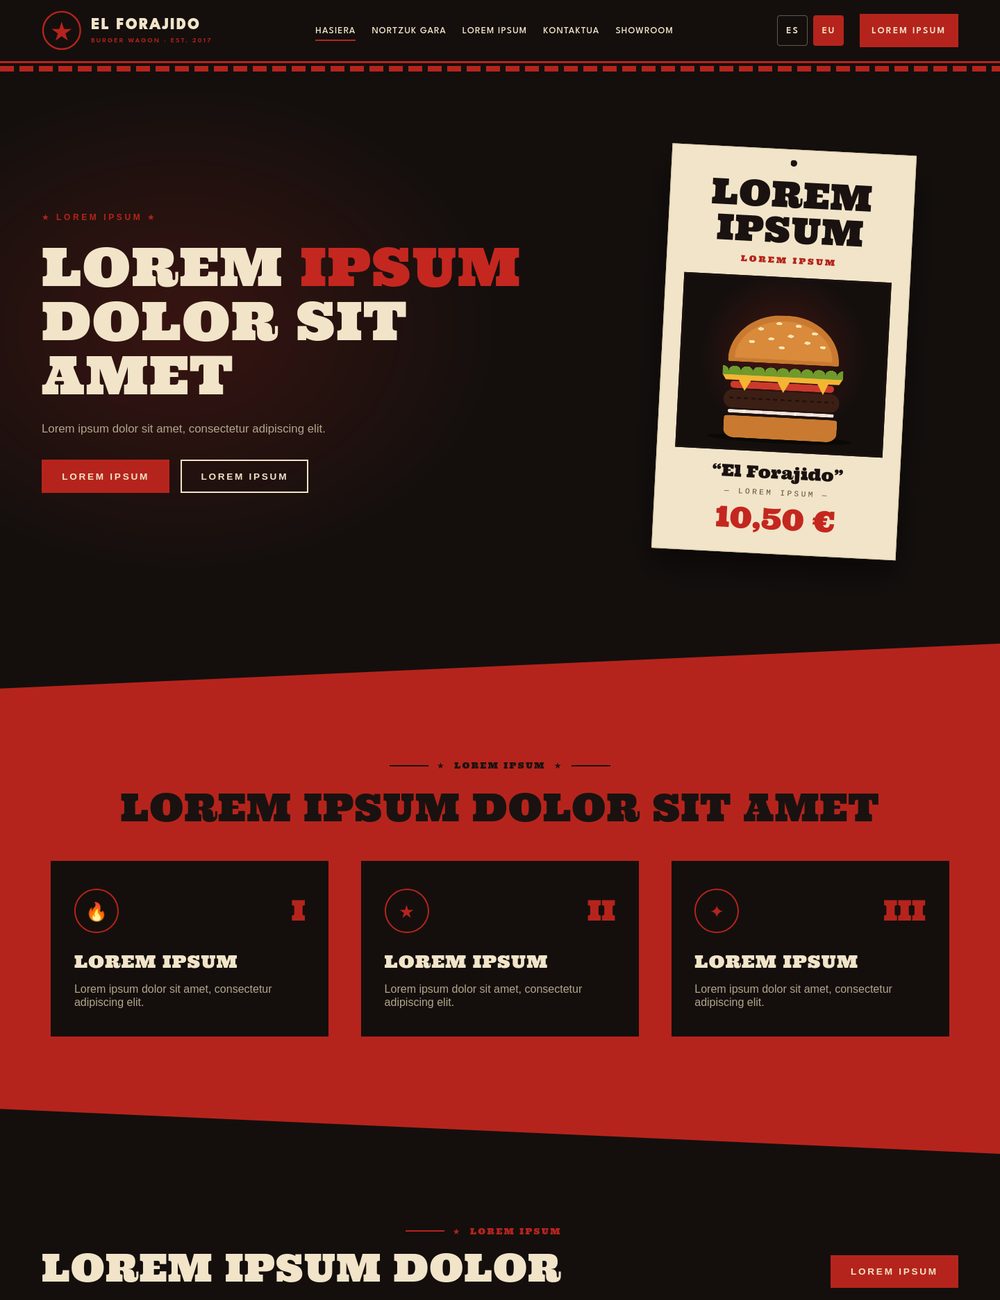 EL FORAJIDO
BURGER WAGON · EST. 2017
HASIERA NORTZUK GARA LOREM IPSUM KONTAKTUA SHOWROOM
ES EU LOREM IPSUM
★ LOREM IPSUM ★
LOREM IPSUM
DOLOR SIT
AMET
Lorem ipsum dolor sit amet, consectetur adipiscing elit.
LOREM IPSUM LOREM IPSUM
LOREM
IPSUM
LOREM IPSUM
“El Forajido”
— LOREM IPSUM —
10,50 €
★ LOREM IPSUM ★
LOREM IPSUM DOLOR SIT AMET
I
LOREM IPSUM
Lorem ipsum dolor sit amet, consectetur
adipiscing elit.
II
LOREM IPSUM
Lorem ipsum dolor sit amet, consectetur
adipiscing elit.
III
LOREM IPSUM
Lorem ipsum dolor sit amet, consectetur
adipiscing elit.
★ LOREM IPSUM
LOREM IPSUM DOLOR
LOREM IPSUM